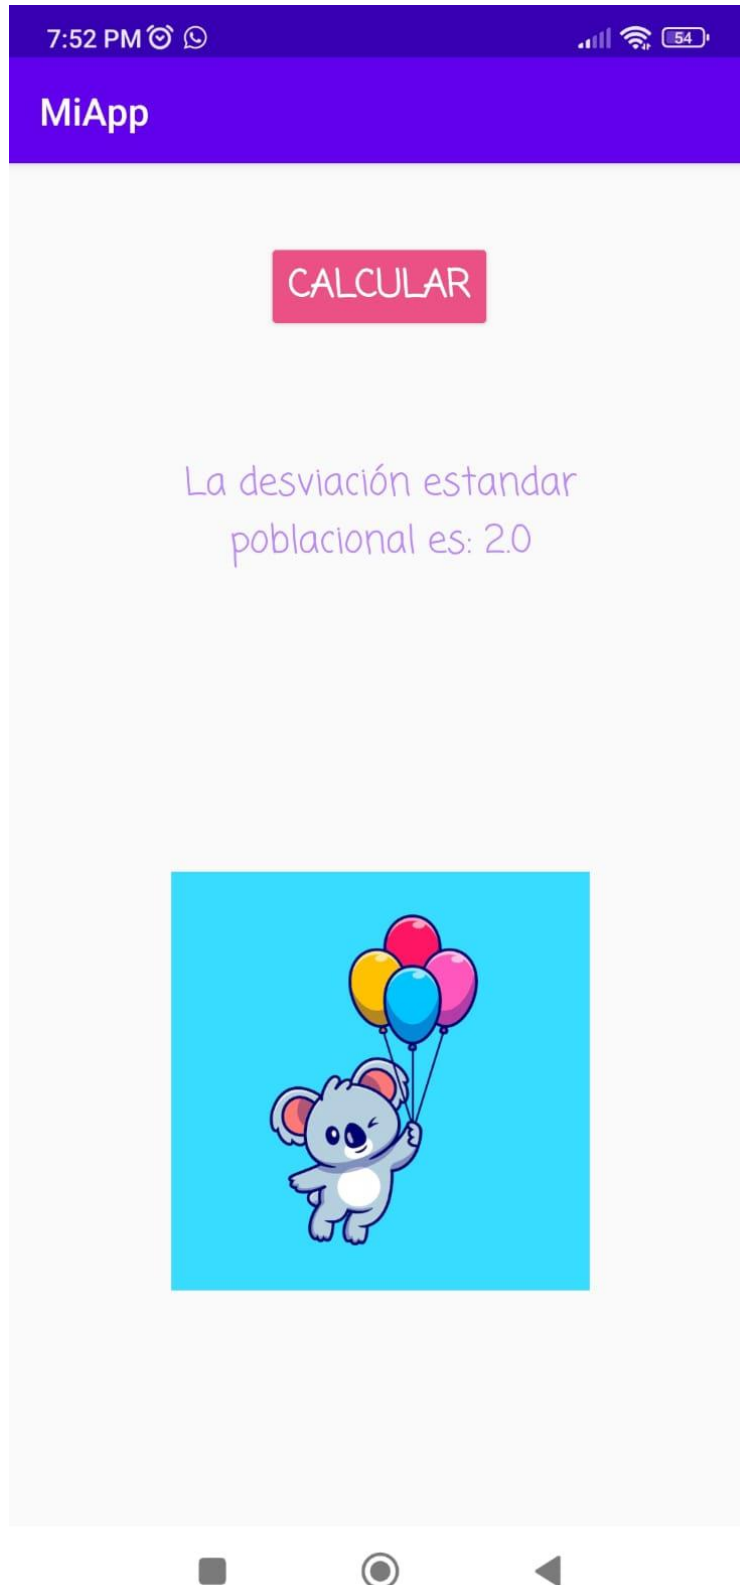 7:52 PM
54
MiApp
CALCULAR
La desviación estandar
poblacional es: 2.0